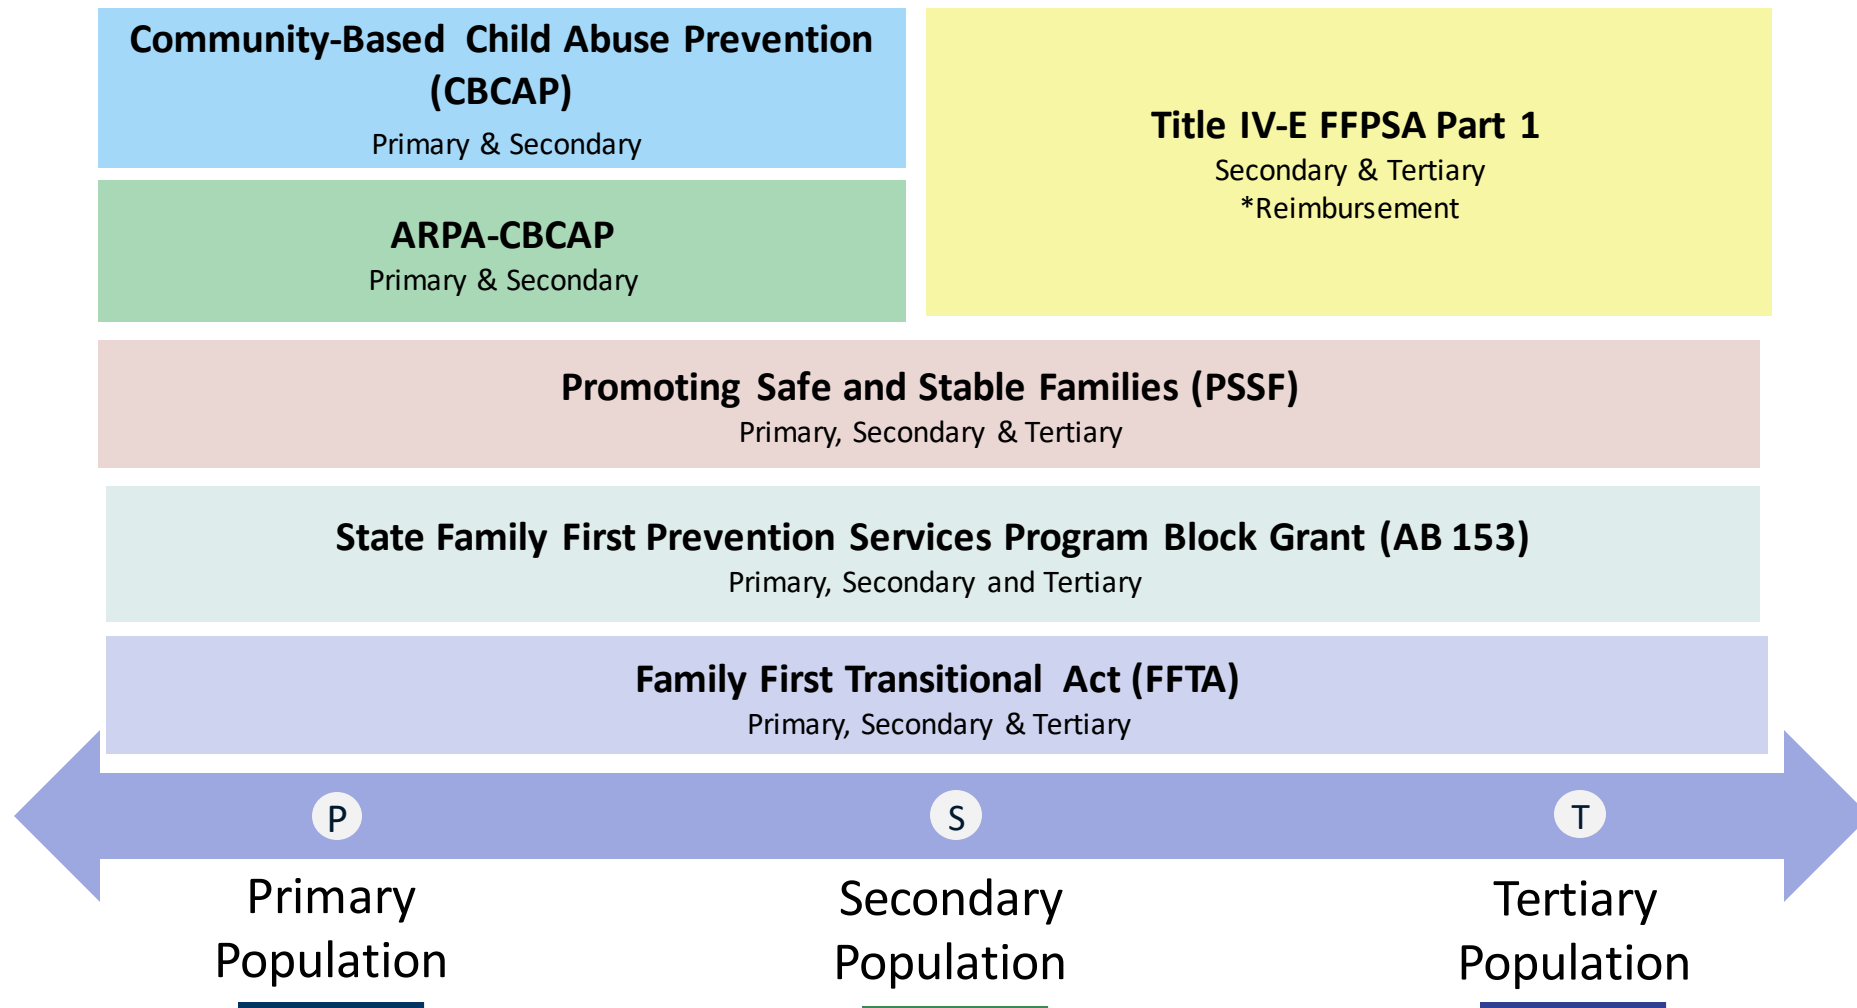 Community-Based Child Abuse Prevention
(CBCAP)
Primary & Secondary
Title IV-E FFPSA Part 1
Secondary & Tertiary
*Reimbursement
ARPA-CBCAP
Primary & Secondary
Promoting Safe and Stable Families (PSSF)
Primary, Secondary & Tertiary
State Family First Prevention Services Program Block Grant (AB 153)
Primary, Secondary and Tertiary
Family First Transitional Act (FFTA)
Primary, Secondary & Tertiary
P
S
T
Primary
Population
Secondary
Population
Tertiary
Population